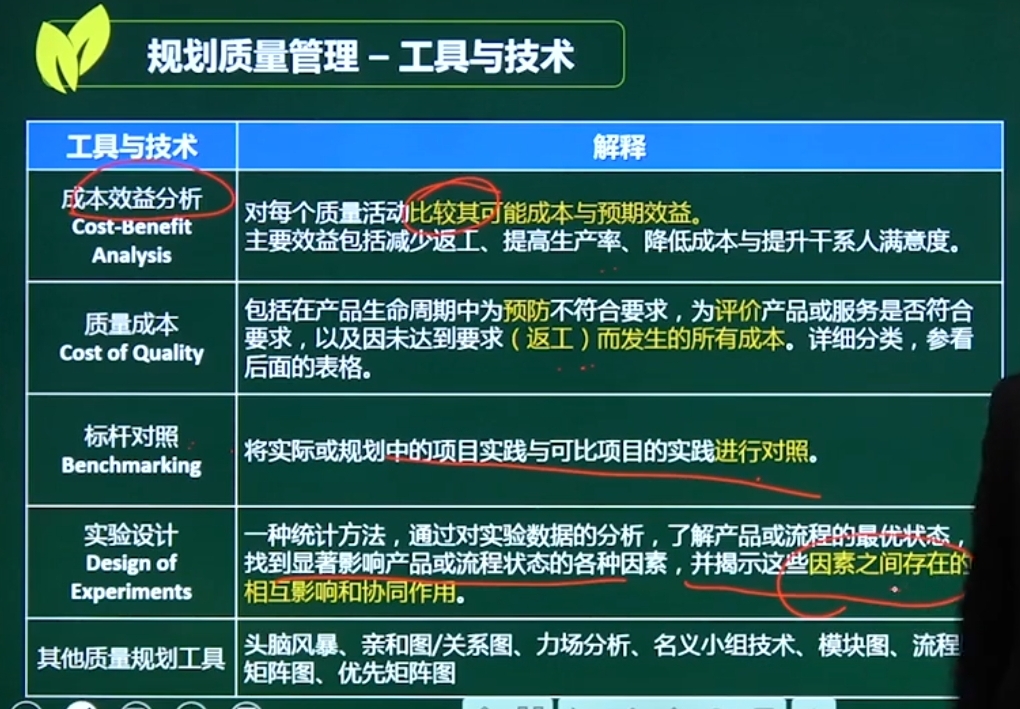 规划质量管理 – 工具与技术
工具与技术
解释
成本效益分析
Cost-Benefit
Analysis
对每个质量活动比较其可能成本与预期效益。
主要效益包括减少返工、提高生产率、降低成本与提升干系人满意度。
质量成本
Cost of Quality
包括在产品生命周期中为预防不符合要求，为评价产品或服务是否符合
要求，以及因未达到要求（返工）而发生的所有成本。详细分类，参看
后面的表格。
标杆对照
Benchmarking
将实际或规划中的项目实践与可比项目的实践进行对照。
实验设计
Design of
Experiments
一种统计方法，通过对实验数据的分析，了解产品或流程的最优状态，
找到显著影响产品或流程状态的各种因素，并揭示这些因素之间存在的
相互影响和协同作用。
其他质量规划工具
头脑风暴、亲和图/关系图、力场分析、名义小组技术、模块图、流程
矩阵图、优先矩阵图